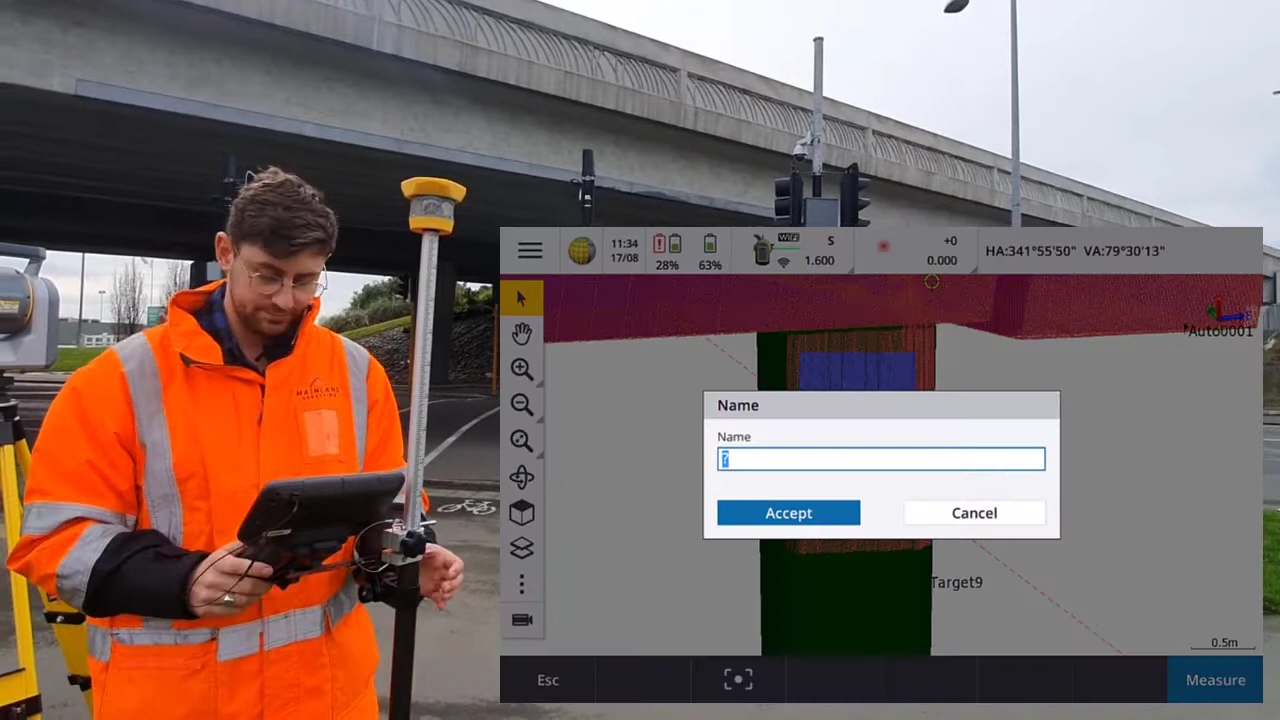 MAINLAND
11:34
17/08
28%
63%
WiFi
S
1.600
+0
0.000
HA:341°55'50" VA:79°30'13"
Auto0001
Name
Name
?
Accept
Cancel
Target9
0.5m
Esc
Measure